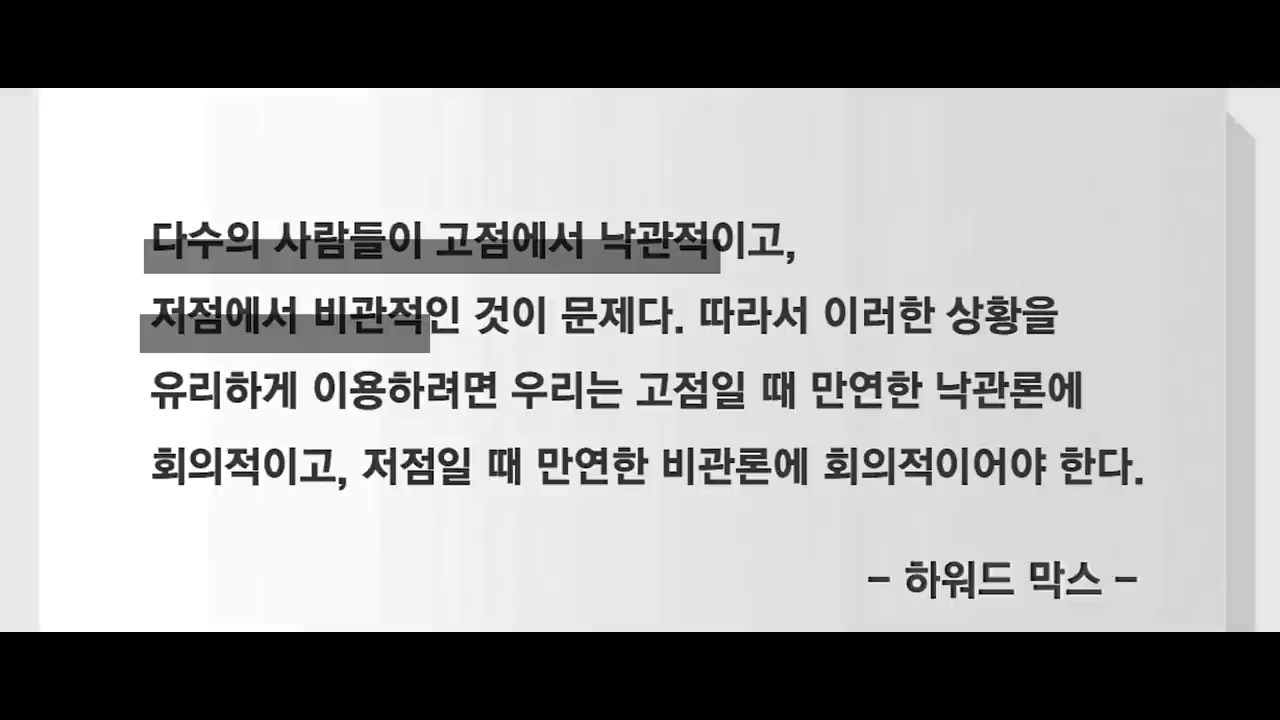 다수의 사람들이 고점에서 낙관적이고,
저점에서 비관적인 것이 문제다. 따라서 이러한 상황을
유리하게 이용하려면 우리는 고점일 때 만연한 낙관론에
회의적이고, 저점일 때 만연한 비관론에 회의적이어야 한다.
- 하워드 막스 -